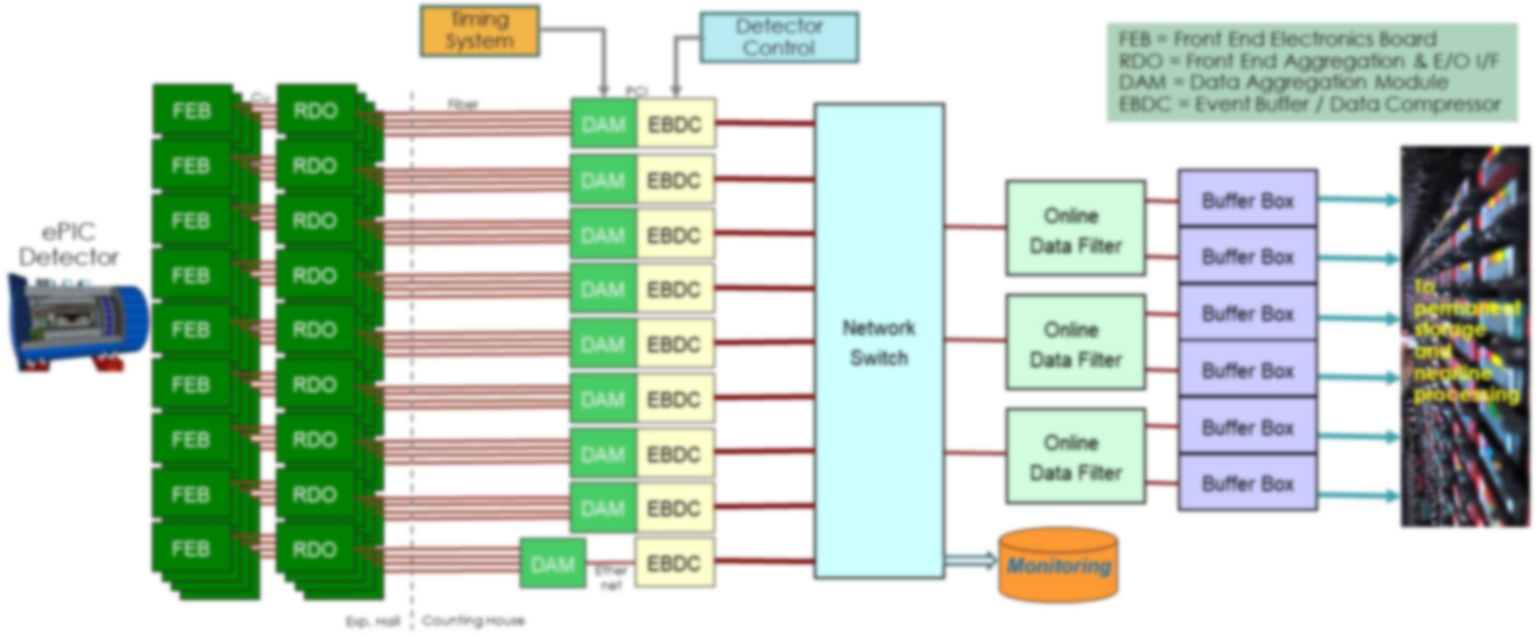 Timing
System
Detector
Control
FEB = Front End Electronics Board
RDO = Front End Aggregation & E/O I/F
DAM = Data Aggregation Module
EBDC = Event Buffer / Data Compressor
ePIC
Detector
Cu
Fiber
PCI
FEB RDO DAM EBDC
FEB RDO DAM EBDC
FEB RDO DAM EBDC
FEB RDO DAM EBDC
FEB RDO DAM EBDC
FEB RDO DAM EBDC
FEB RDO DAM EBDC
FEB RDO DAM EBDC
FEB RDO DAM EBDC
Ether
net
Exp. Hall
Counting House
Network
Switch
Online
Data Filter
Online
Data Filter
Online
Data Filter
Monitoring
Buffer Box
Buffer Box
Buffer Box
Buffer Box
Buffer Box
Buffer Box
To
permanent
storage
and
nearline
processing